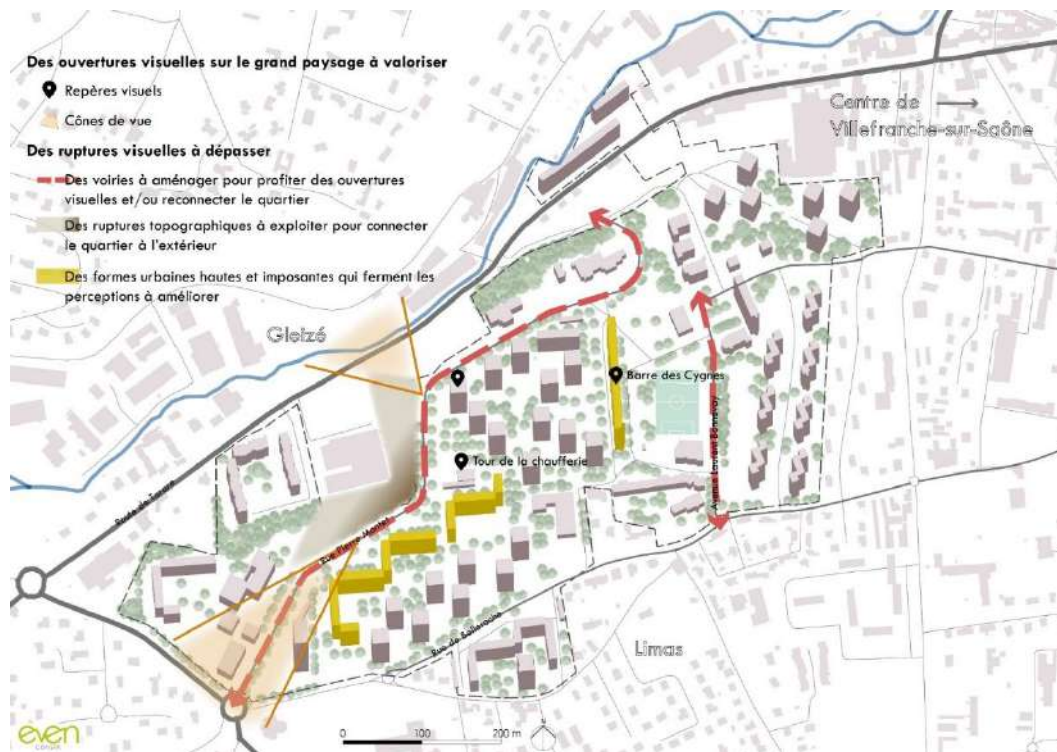 Des ouvertures visuelles sur le grand paysage à valoriser
Repères visuels
Cônes de vue
Des ruptures visuelles à dépasser
Des voiries à aménager pour profiter des ouvertures
visuelles et/ou reconnecter le quartier
Des ruptures topographiques à exploiter pour connecter
le quartier à l'extérieur
Des formes urbaines hautes et imposantes qui ferment les
perceptions à améliorer
Centre de
Villefranche-sur-Saône
Gleizé
Barre des Cygnes
Tour de la chaufferie
Avenue Laurent Bonnevay
Route de Tarare
Rue Pierre Montet
Rue de Belleroche
Limas
even
CONSEIL
0 100 200 m
N